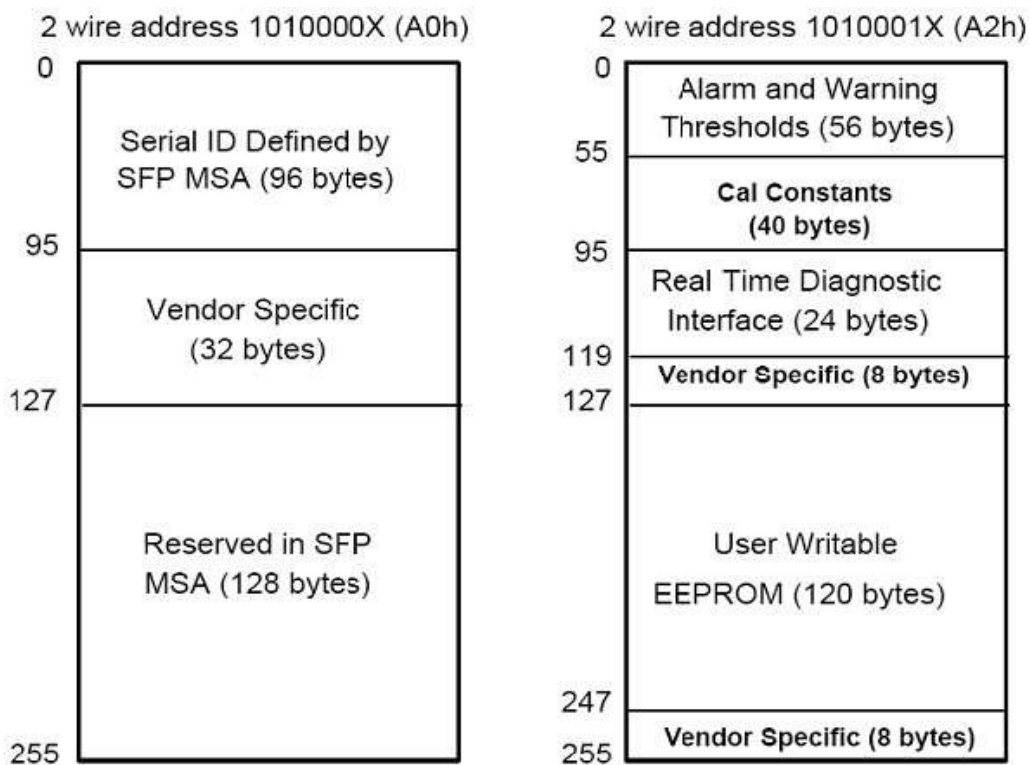 2 wire address 1010000X (A0h)
0
Serial ID Defined by
SFP MSA (96 bytes)
95
Vendor Specific
(32 bytes)
127
Reserved in SFP
MSA (128 bytes)
255
2 wire address 1010001X (A2h)
0
Alarm and Warning
Thresholds (56 bytes)
55
Cal Constants
(40 bytes)
95
Real Time Diagnostic
Interface (24 bytes)
119
Vendor Specific (8 bytes)
127
User Writable
EEPROM (120 bytes)
247
Vendor Specific (8 bytes)
255